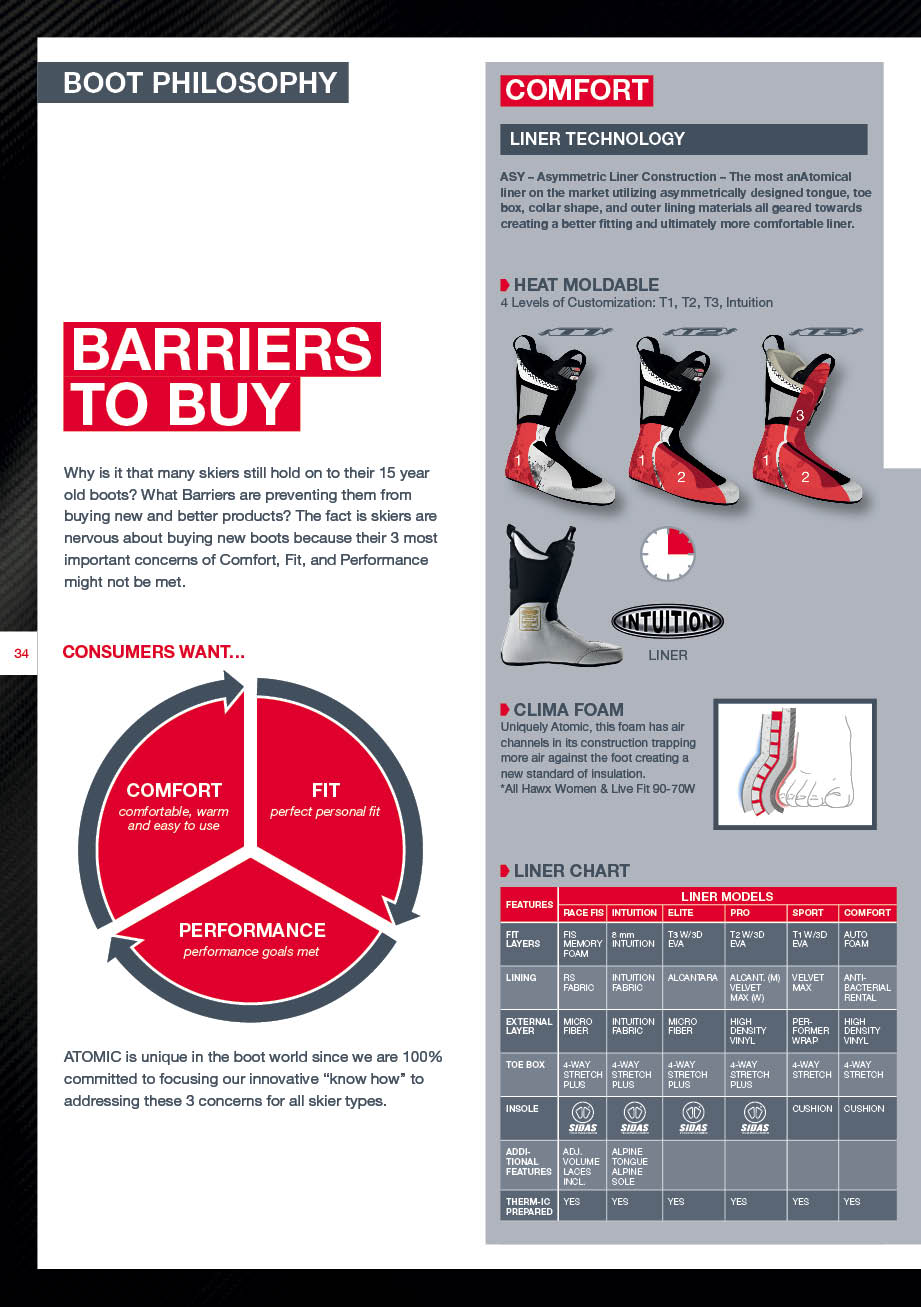 BOOT PHILOSOPHY
BARRIERS
TO BUY
Why is it that many skiers still hold on to their 15 year
old boots? What Barriers are preventing them from
buying new and better products? The fact is skiers are
nervous about buying new boots because their 3 most
important concerns of Comfort, Fit, and Performance
might not be met.
34
CONSUMERS WANT...
COMFORT
comfortable, warm
and easy to use
FIT
perfect personal fit
PERFORMANCE
performance goals met
ATOMIC is unique in the boot world since we are 100%
committed to focusing our innovative “know how” to
addressing these 3 concerns for all skier types.
COMFORT
LINER TECHNOLOGY
ASY – Asymmetric Liner Construction – The most anAtomical
liner on the market utilizing asymmetrically designed tongue, toe
box, collar shape, and outer lining materials all geared towards
creating a better fitting and ultimately more comfortable liner.
HEAT MOLDABLE
4 Levels of Customization: T1, T2, T3, Intuition
T1 T2 T3
3
1 1 1
2 2
INTUITION
LINER
CLIMA FOAM
Uniquely Atomic, this foam has air
channels in its construction trapping
more air against the foot creating a
new standard of insulation.
*All Hawx Women & Live Fit 90-70W
LINER CHART
FEATURES LINER MODELS
RACE FIS INTUITION ELITE PRO SPORT COMFORT
FIT FIS 8 mm T3 W/3D T2 W/3D T1 W/3D AUTO
LAYERS MEMORY INTUITION EVA EVA EVA FOAM
FOAM
LINING RS INTUITION ALCANTARA ALCANT. (M) VELVET ANTI-
FABRIC FABRIC VELVET MAX BACTERIAL
MAX (W) RENTAL
EXTERNAL MICRO INTUITION MICRO HIGH PER- HIGH
LAYER FIBER FABRIC FIBER DENSITY FORMER DENSITY
VINYL WRAP VINYL
TOE BOX 4-WAY 4-WAY 4-WAY 4-WAY 4-WAY 4-WAY
STRETCH STRETCH STRETCH STRETCH STRETCH STRETCH
PLUS PLUS PLUS PLUS
INSOLE SIDAS SIDAS SIDAS SIDAS CUSHION CUSHION
ADDI- ADJ. ALPINE
TIONAL VOLUME TONGUE
FEATURES LACES ALPINE
INCL. SOLE
THERM-IC YES YES YES YES YES YES
PREPARED